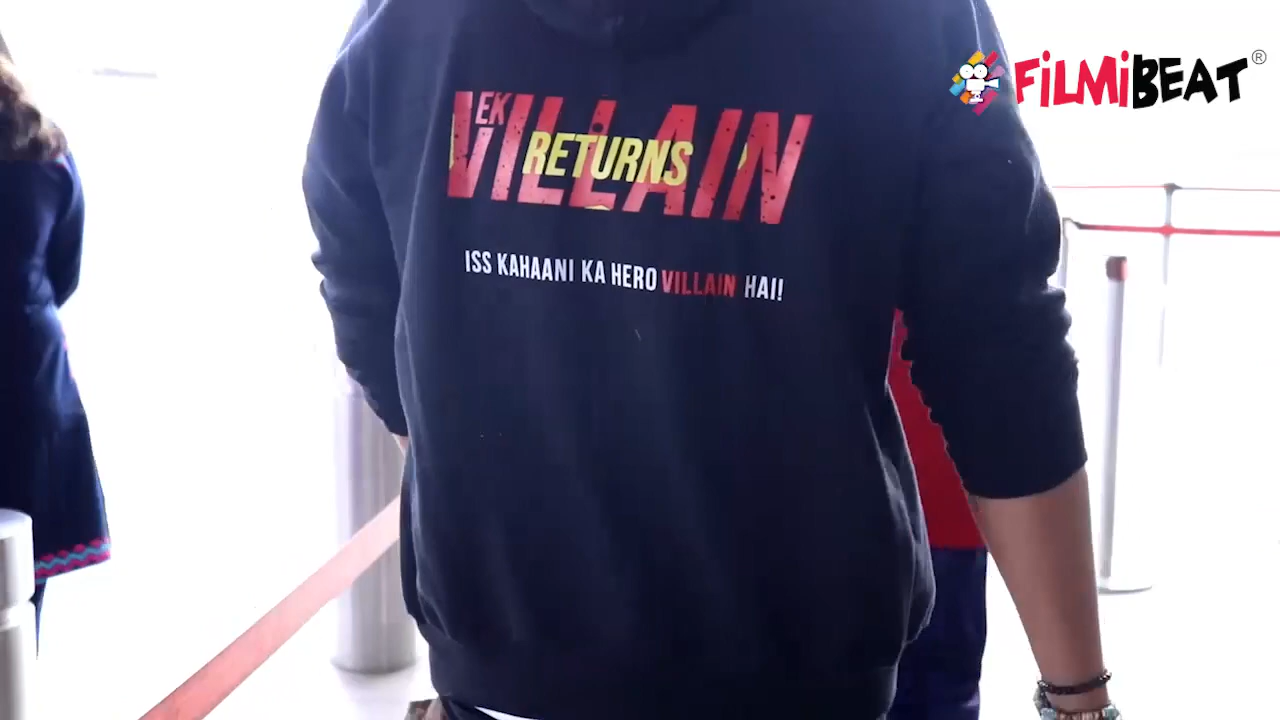 FiLMiBEAT®
EK
VILLAIN
RETURNS
ISS KAHAANI KA HERO VILLAIN HAI!